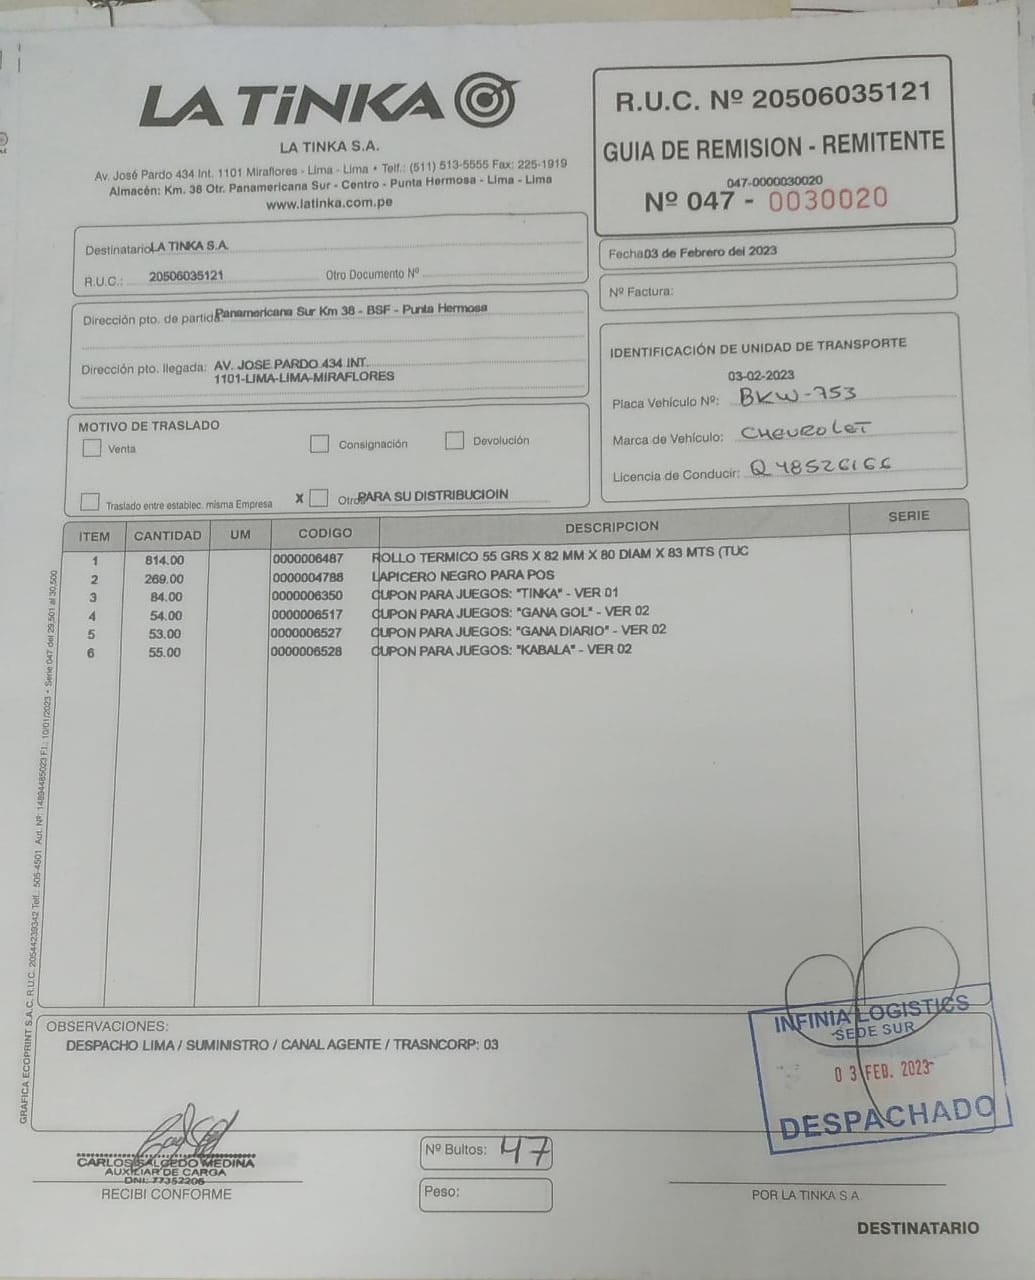 LA TiNKA
LA TINKA S.A.
Av. José Pardo 434 Int. 1101 Miraflores - Lima - Lima • Telf.: (511) 513-5555 Fax: 225-1919
Almacén: Km. 38 Otr. Panamericana Sur - Centro - Punta Hermosa - Lima - Lima
www.latinka.com.pe
R.U.C. Nº 20506035121
GUIA DE REMISION - REMITENTE
047-0000030020
Nº 047 - 0030020
Destinatario LA TINKA S.A.
R.U.C.: 20506035121 Otro Documento Nº
Fecha 03 de Febrero del 2023
Nº Factura:
Dirección pto. de partida Panamericana Sur Km 38 - BSF - Punta Hermosa
Dirección pto. llegada: AV. JOSE PARDO 434 INT.
1101-LIMA-LIMA-MIRAFLORES
IDENTIFICACIÓN DE UNIDAD DE TRANSPORTE
03-02-2023
Placa Vehículo Nº: BKW-753
Marca de Vehículo: CHEVROLET
Licencia de Conducir: Q48526166
MOTIVO DE TRASLADO
Venta Consignación Devolución
Traslado entre establec. misma Empresa X Otros PARA SU DISTRIBUCIOIN
ITEM CANTIDAD UM CODIGO DESCRIPCION SERIE
1 814.00 0000006487 ROLLO TERMICO 55 GRS X 82 MM X 80 DIAM X 83 MTS (TUC
2 269.00 0000004788 LAPICERO NEGRO PARA POS
3 84.00 0000006350 CUPON PARA JUEGOS: "TINKA" - VER 01
4 54.00 0000006517 CUPON PARA JUEGOS: "GANA GOL" - VER 02
5 53.00 0000006527 CUPON PARA JUEGOS: "GANA DIARIO" - VER 02
6 55.00 0000006528 CUPON PARA JUEGOS: "KABALA" - VER 02
GRAFICA ECOPRINT S.A.C. R.U.C. 20544239342 Telf.: 505-4501 Aut. Nº: 14894485023 F.I.: 10/01/2023 • Serie 047 del 29,501 al 30,500
OBSERVACIONES:
DESPACHO LIMA / SUMINISTRO / CANAL AGENTE / TRASNCORP: 03
INFINIA LOGISTICS
SEDE SUR
03 FEB. 2023
DESPACHADO
CARLOS SALCEDO MEDINA
AUXILIAR DE CARGA
DNI: 77352206
RECIBI CONFORME
Nº Bultos: 47
Peso:
POR LA TINKA S.A.
DESTINATARIO